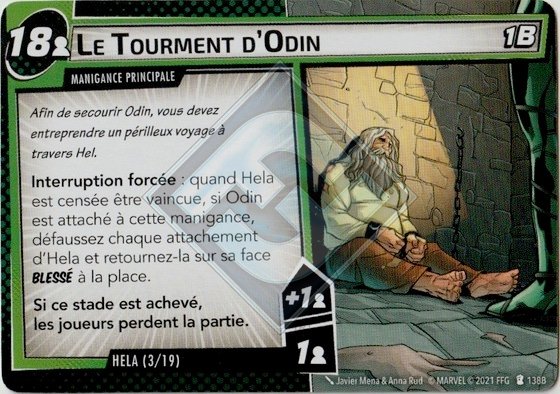 18
LE TOURMENT D'ODIN
1B
MANIGANCE PRINCIPALE
Afin de secourir Odin, vous devez
entreprendre un périlleux voyage à
travers Hel.
Interruption forcée : quand Hela
est censée être vaincue, si Odin
est attaché à cette manigance,
défaussez chaque attachement
d'Hela et retournez-la sur sa face
BLESSÉ à la place.
Si ce stade est achevé,
les joueurs perdent la partie.
+1
1
HELA (3/19)
Javier Mena & Anna Rud © MARVEL © 2021 FFG 138B